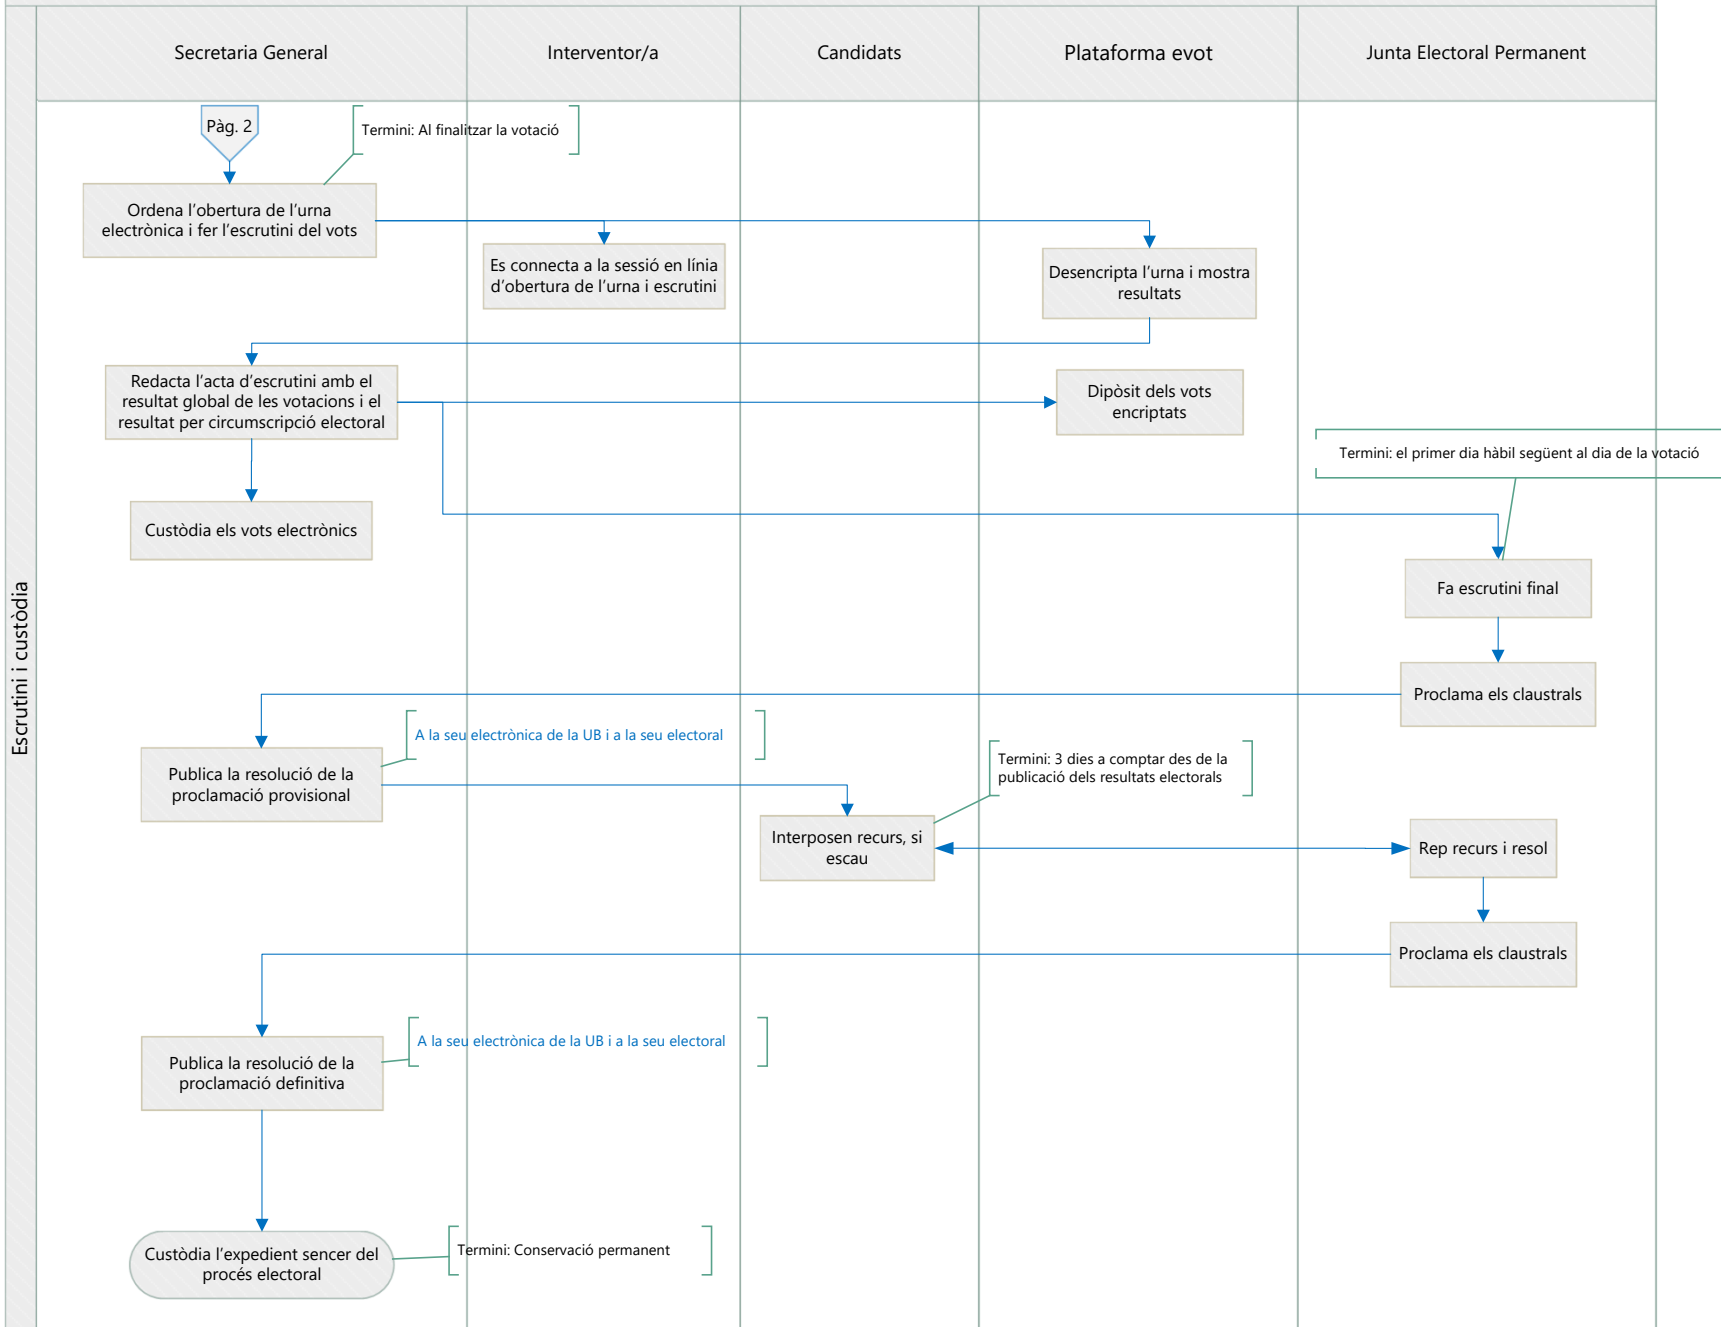 Secretaria General
Interventor/a
Candidats
Plataforma evot
Junta Electoral Permanent
Escrutini i custòdia
Pàg. 2
Termini: Al finalitzar la votació
Ordena l’obertura de l’urna
electrònica i fer l’escrutini del vots
Es connecta a la sessió en línia
d’obertura de l’urna i escrutini
Desencripta l’urna i mostra
resultats
Redacta l’acta d’escrutini amb el
resultat global de les votacions i el
resultat per circumscripció electoral
Dipòsit dels vots
encriptats
Termini: el primer dia hàbil següent al dia de la votació
Custòdia els vots electrònics
Fa escrutini final
Proclama els claustrals
A la seu electrònica de la UB i a la seu electoral
Publica la resolució de la
proclamació provisional
Termini: 3 dies a comptar des de la
publicació dels resultats electorals
Interposen recurs, si
escau
Rep recurs i resol
Proclama els claustrals
A la seu electrònica de la UB i a la seu electoral
Publica la resolució de la
proclamació definitiva
Custòdia l’expedient sencer del
procés electoral
Termini: Conservació permanent